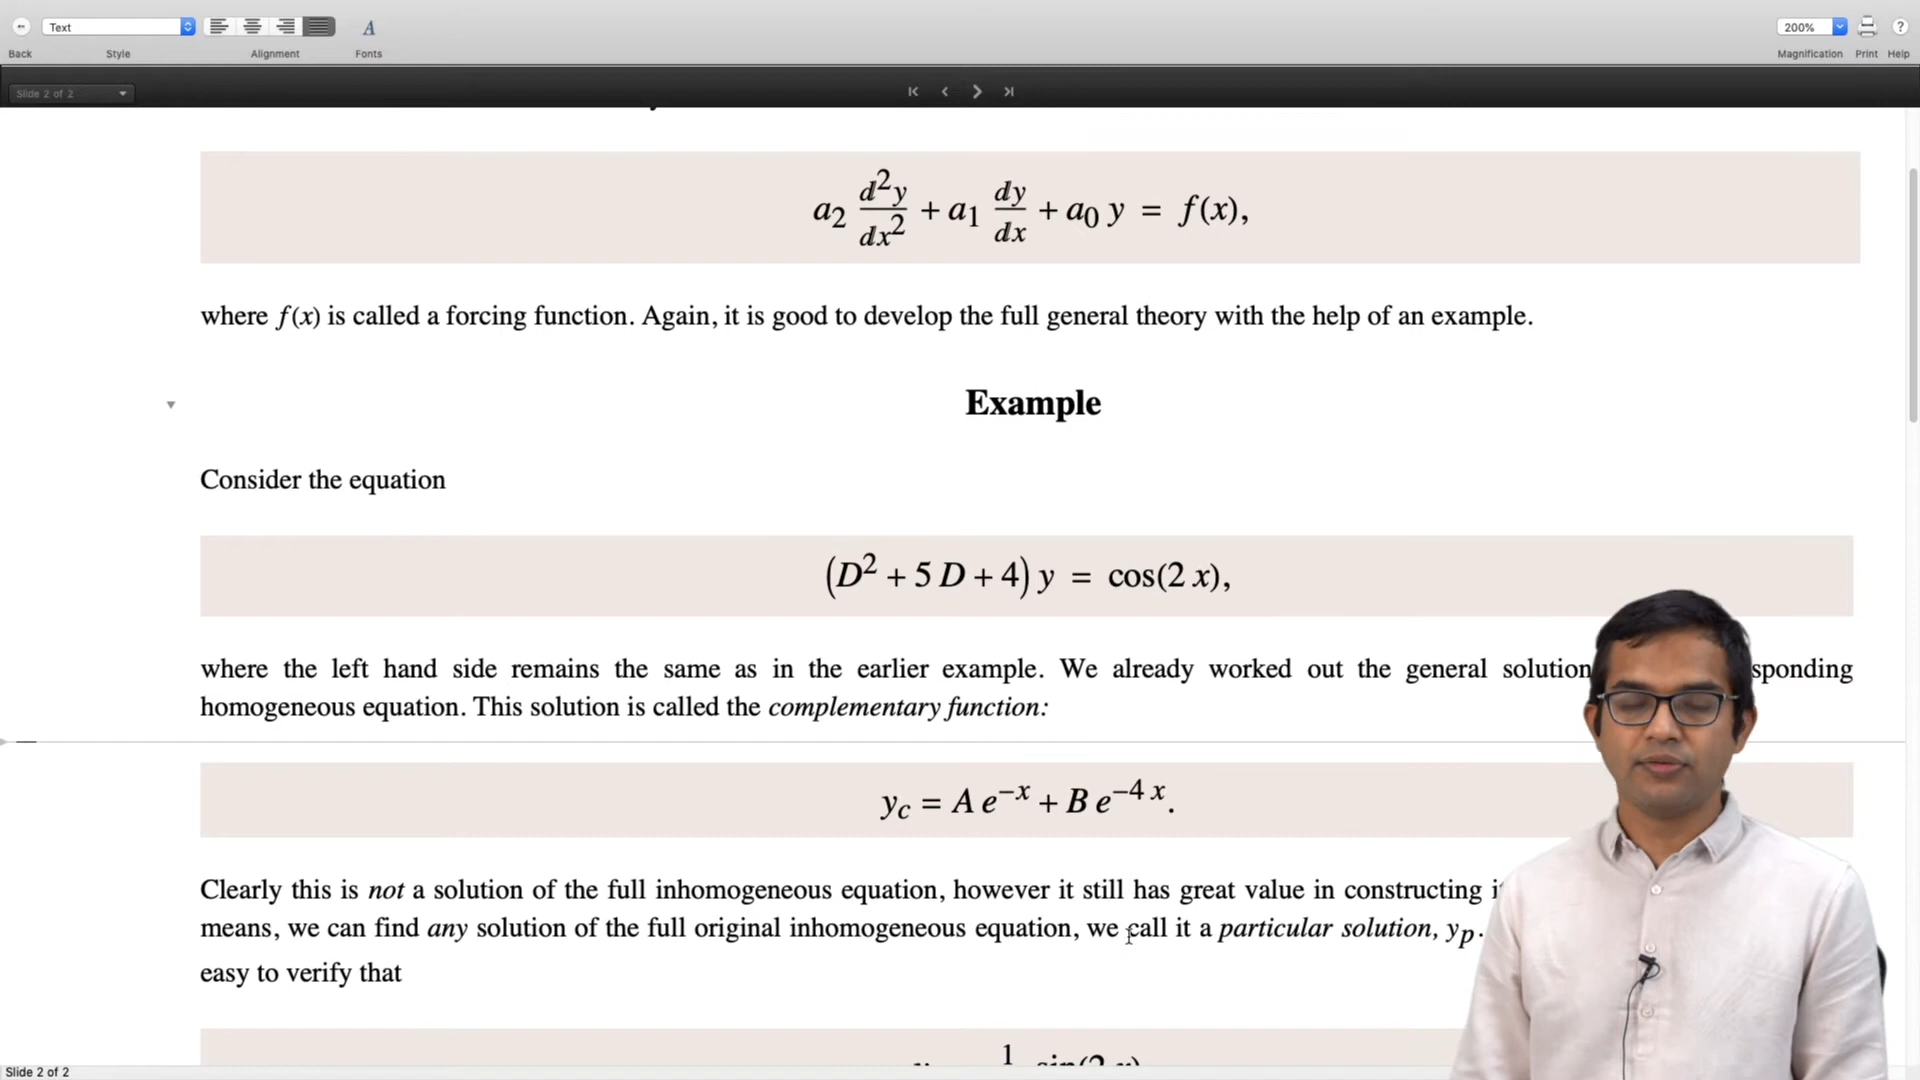 Text
200%
Back Style Alignment Fonts Magnification Print Help
Slide 2 of 2
a₂ d²y/dx² + a₁ dy/dx + a₀ y = f(x),
where f(x) is called a forcing function. Again, it is good to develop the full general theory with the help of an example.
Example
Consider the equation
(D² + 5 D + 4) y = cos(2 x),
where the left hand side remains the same as in the earlier example. We already worked out the general solution sponding
homogeneous equation. This solution is called the complementary function:
y_c = A e^{-x} + B e^{-4 x}.
Clearly this is not a solution of the full inhomogeneous equation, however it still has great value in constructing
means, we can find any solution of the full original inhomogeneous equation, we call it a particular solution, y_p.
easy to verify that
Slide 2 of 2